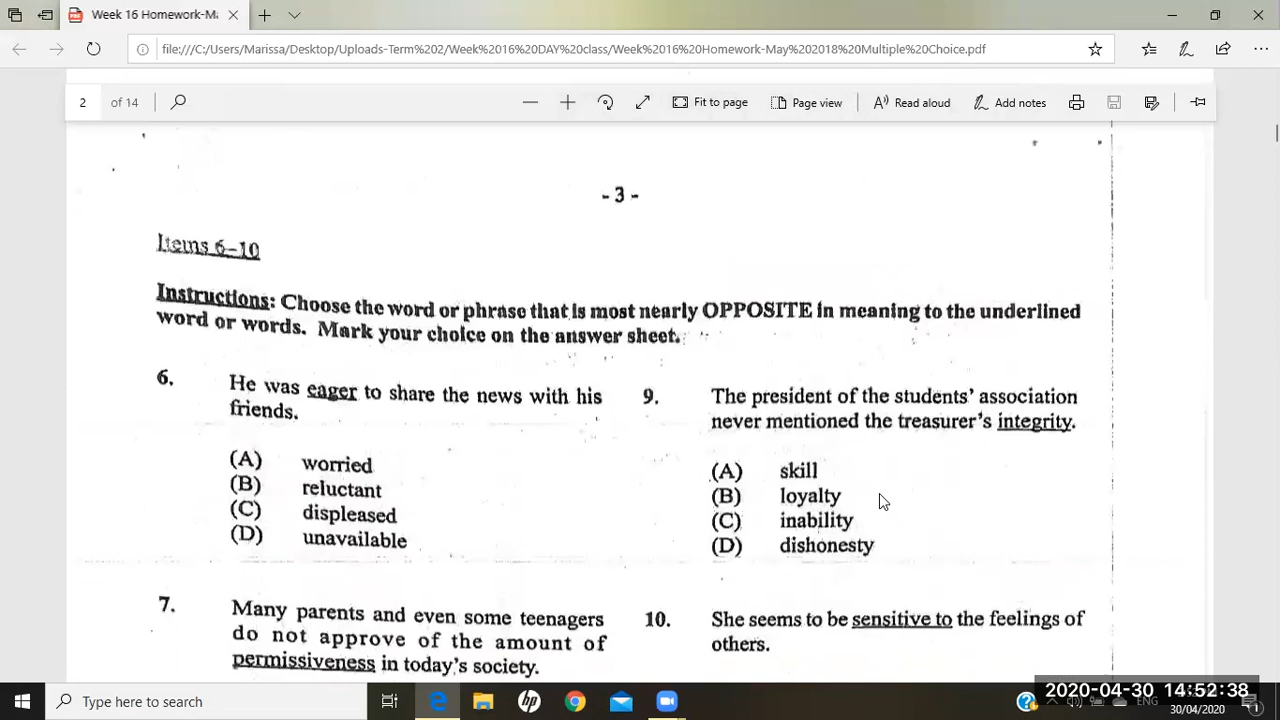 Week 16 Homework-Ma
file:///C:/Users/Marissa/Desktop/Uploads-Term%202/Week%2016%20DAY%20class/Week%2016%20Homework-May%202018%20Multiple%20Choice.pdf
2 of 14
Fit to page
Page view
Read aloud
Add notes
- 3 -
Items 6–10
Instructions: Choose the word or phrase that is most nearly OPPOSITE in meaning to the underlined
word or words. Mark your choice on the answer sheet.
6. He was eager to share the news with his
friends.
(A) worried
(B) reluctant
(C) displeased
(D) unavailable
7. Many parents and even some teenagers
do not approve of the amount of
permissiveness in today's society.
9. The president of the students' association
never mentioned the treasurer's integrity.
(A) skill
(B) loyalty
(C) inability
(D) dishonesty
10. She seems to be sensitive to the feelings of
others.
Type here to search
hp
ENG
2020-04-30 14:52:38
30/04/2020